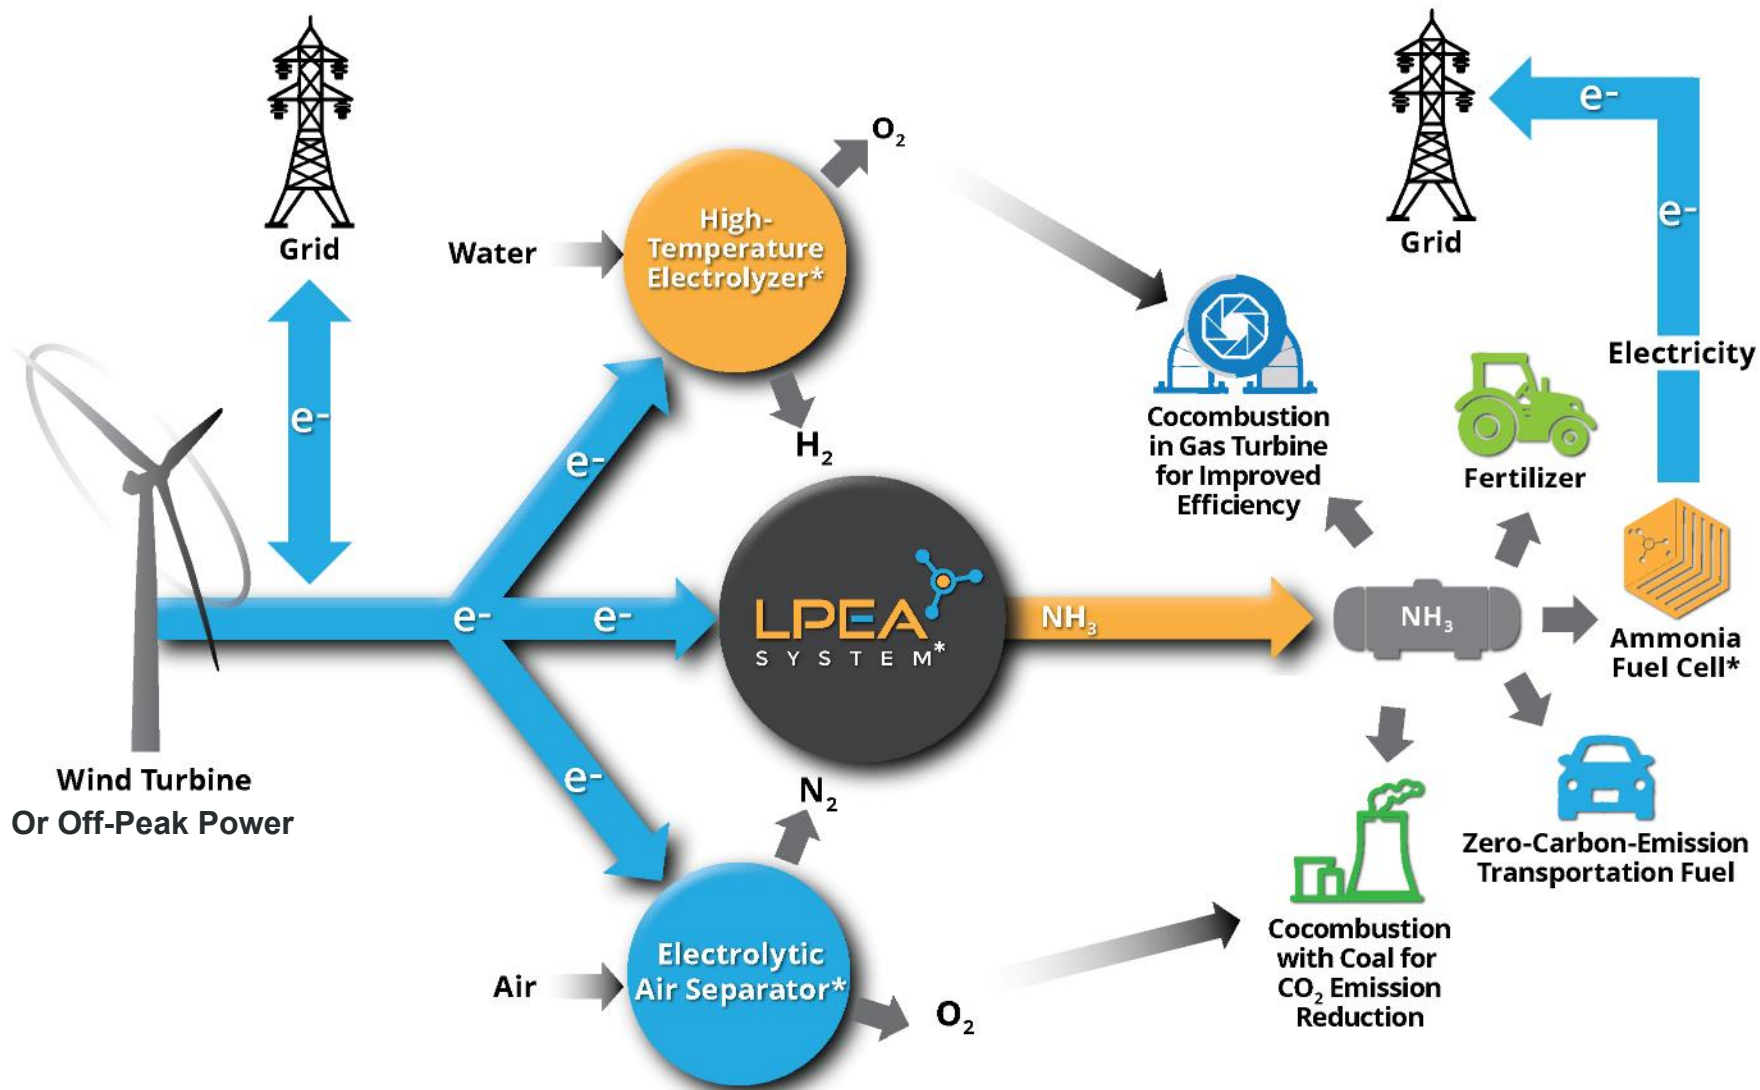 Grid
e-
Wind Turbine
Or Off-Peak Power
e-
e-
e-
e-
Water
High-
Temperature
Electrolyzer*
O₂
H₂
LPEA
SYSTEM*
N₂
Air
Electrolytic
Air Separator*
O₂
NH₃
NH₃
Cocombustion
in Gas Turbine
for Improved
Efficiency
Fertilizer
Grid
e-
e-
Electricity
Ammonia
Fuel Cell*
Zero-Carbon-Emission
Transportation Fuel
Cocombustion
with Coal for
CO₂ Emission
Reduction